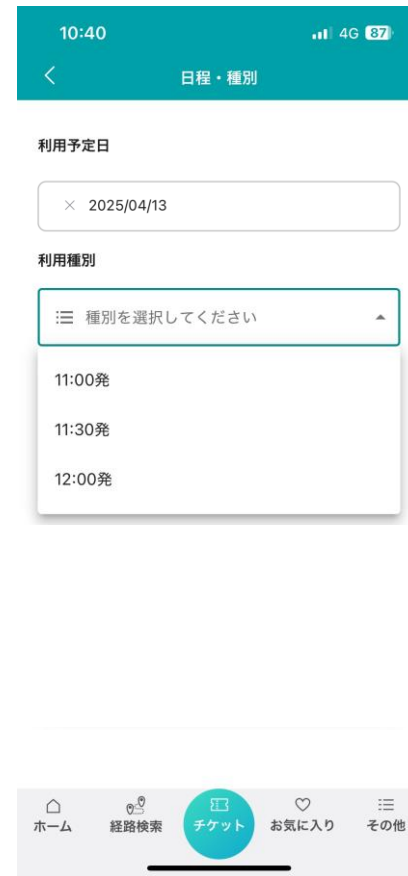 10:40
4G 87
日程・種別
利用予定日
2025/04/13
利用種別
種別を選択してください
11:00発
11:30発
12:00発
ホーム 経路検索 チケット お気に入り その他